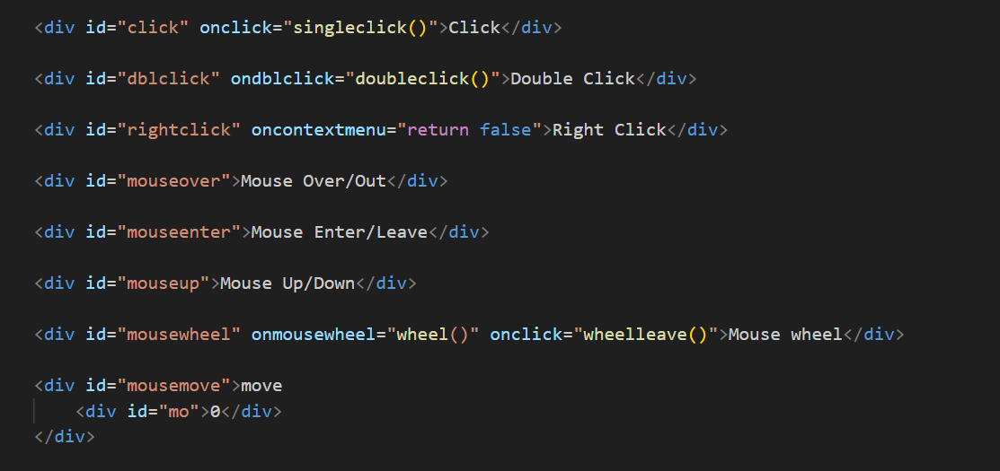 <div id="click" onclick="singleclick()">Click</div>
<div id="dblclick" ondblclick="doubleclick()">Double Click</div>
<div id="rightclick" oncontextmenu="return false">Right Click</div>
<div id="mouseover">Mouse Over/Out</div>
<div id="mouseenter">Mouse Enter/Leave</div>
<div id="mouseup">Mouse Up/Down</div>
<div id="mousewheel" onmousewheel="wheel()" onclick="wheelleave()">Mouse wheel</div>
<div id="mousemove">move
    <div id="mo">0</div>
</div>